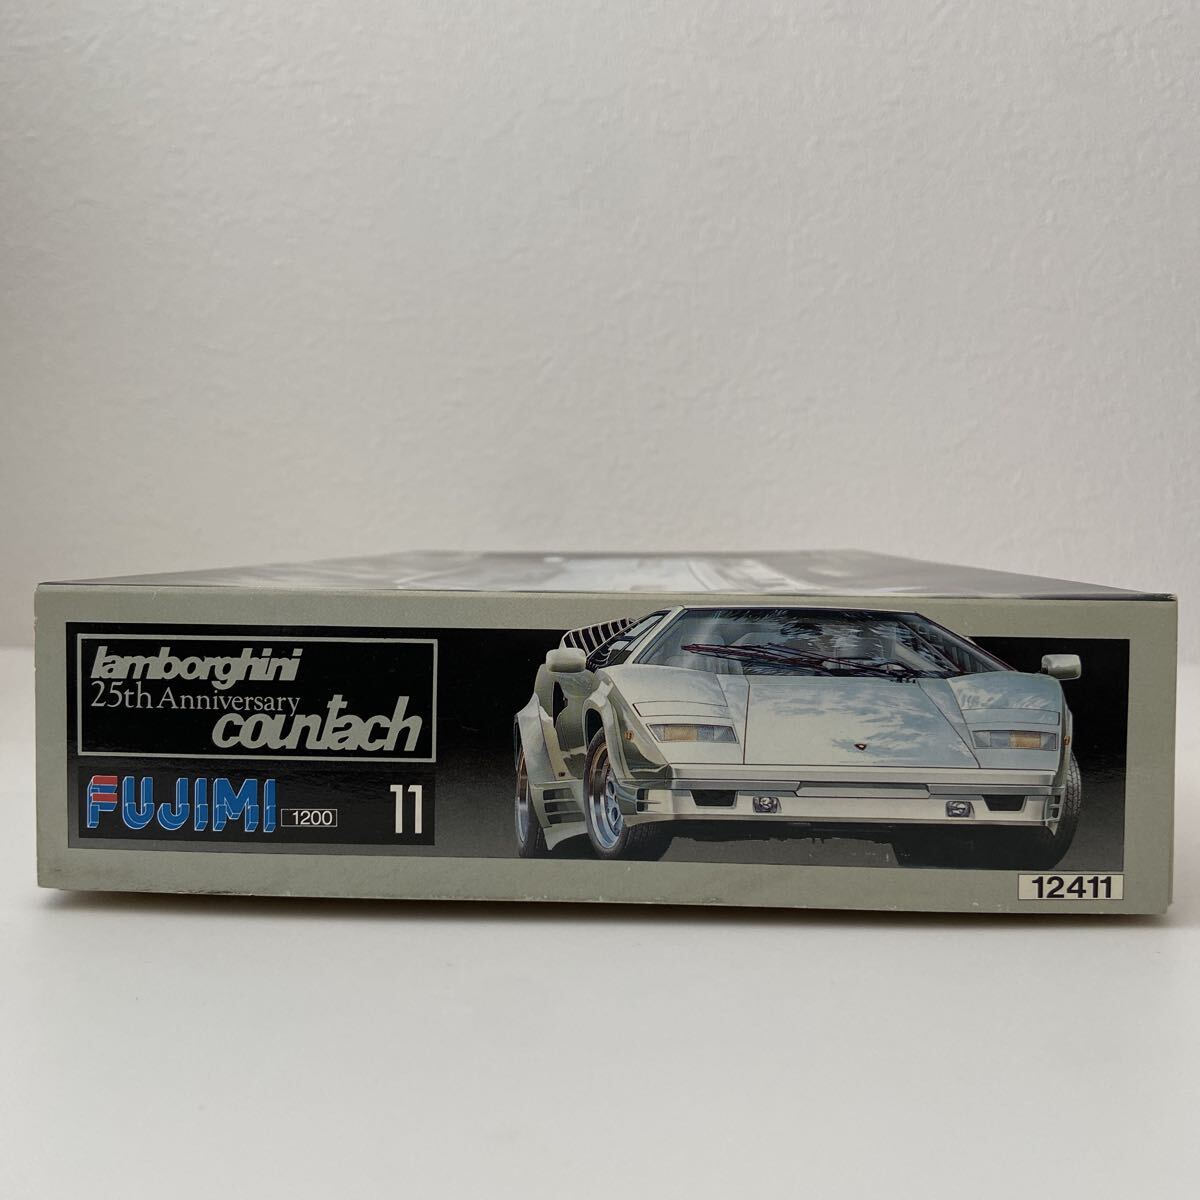 lamborghini
25th Anniversary
countach
FUJIMI 1200 11
12411